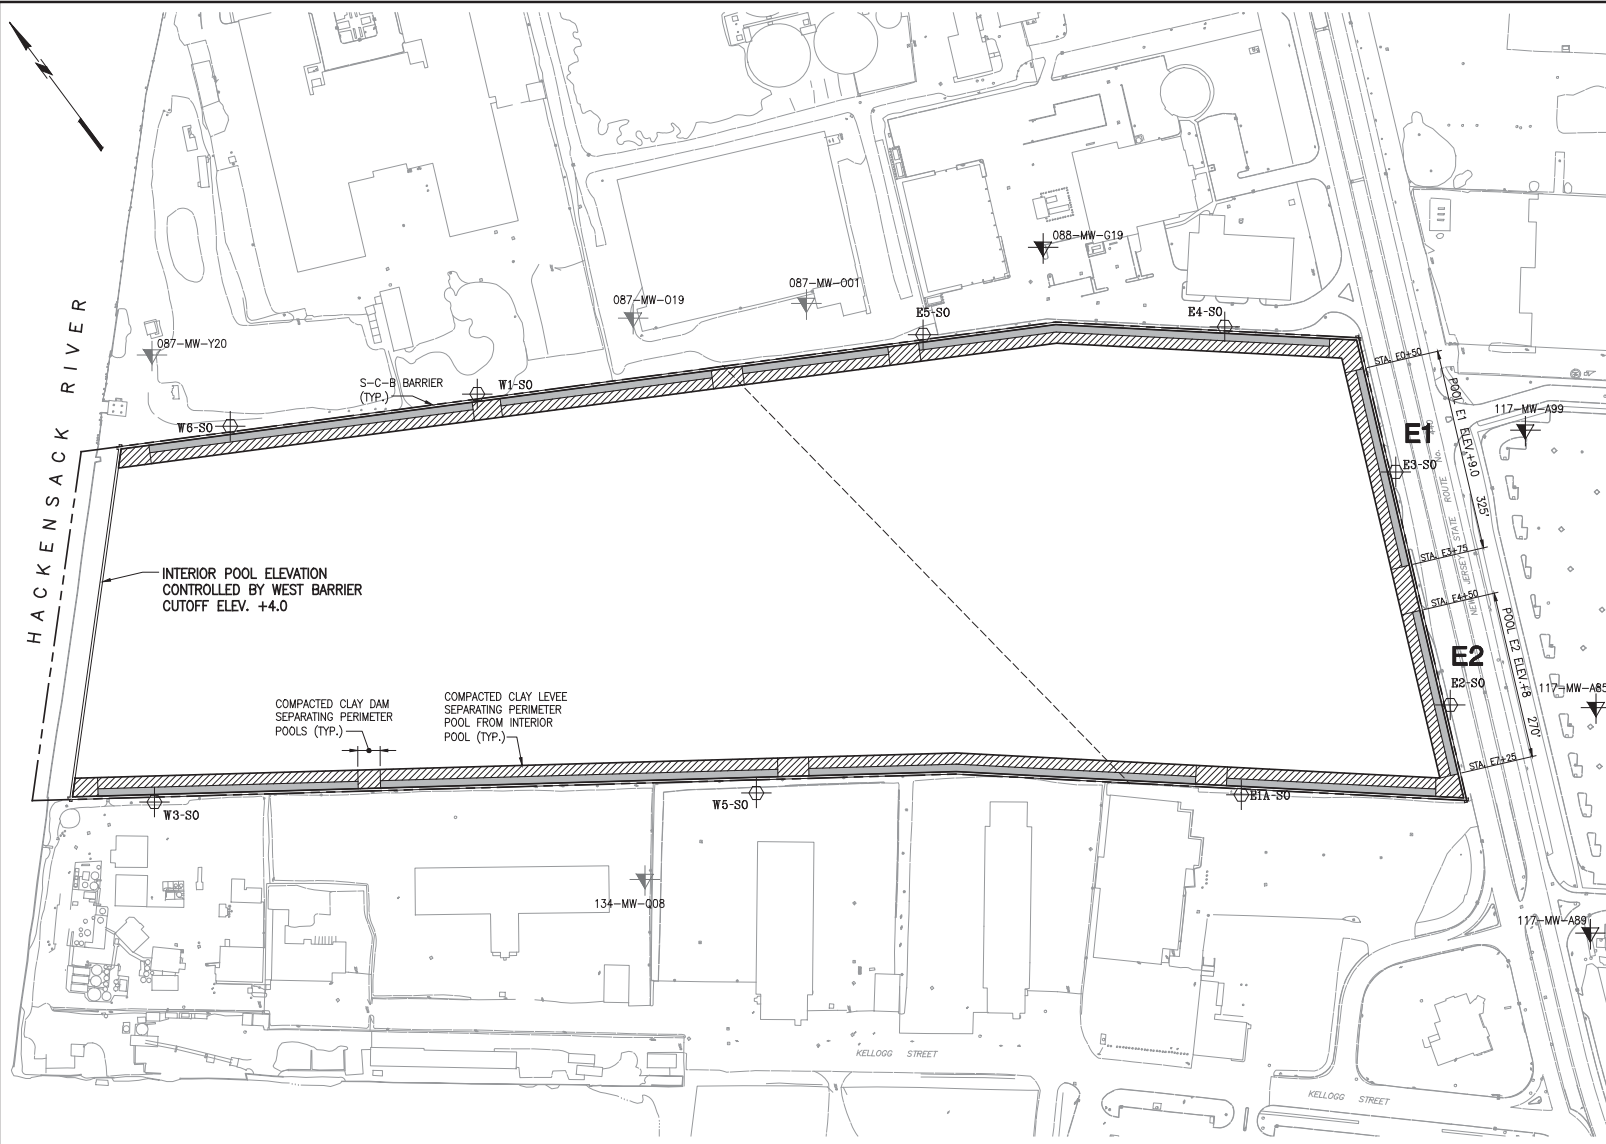 088-MW-G19
087-MW-O19
087-MW-O01
E5-SO
E4-SO
087-MW-Y20
HACKENSACK RIVER
S-C-B BARRIER
(TYP.)
W1-SO
W6-SO
STA. E0+50
POOL E1 ELEV.+9.0
325'
E1
117-MW-A99
E3-SO
NEW JERSEY STATE ROUTE No. 440
STA. E3+75
INTERIOR POOL ELEVATION
CONTROLLED BY WEST BARRIER
CUTOFF ELEV. +4.0
STA. E4+50
POOL E2 ELEV.+8
270'
E2
E2-SO
117-MW-A85
COMPACTED CLAY DAM
SEPARATING PERIMETER
POOLS (TYP.)
COMPACTED CLAY LEVEE
SEPARATING PERIMETER
POOL FROM INTERIOR
POOL (TYP.)
STA. E7+25
W3-SO
W5-SO
E1A-SO
134-MW-Q08
117-MW-A89
KELLOGG STREET
KELLOGG STREET